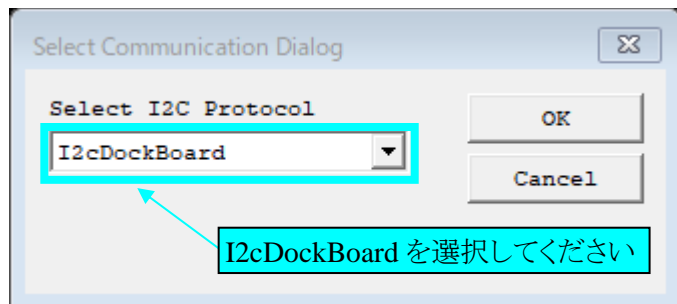 Select Communication Dialog
Select I2C Protocol
I2cDockBoard
OK
Cancel
I2cDockBoard を選択してください